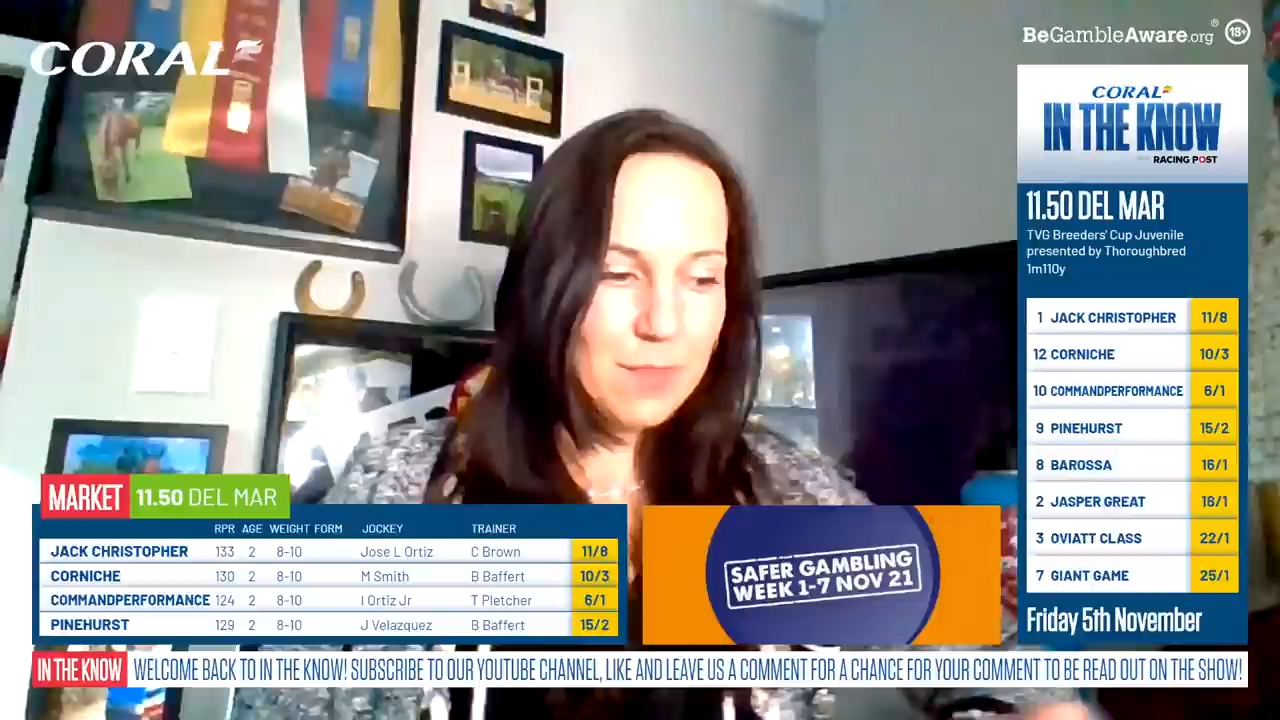 CORAL
BeGambleAware.org® 18+
CORAL
IN THE KNOW
RACING POST
11.50 DEL MAR
TVG Breeders' Cup Juvenile
presented by Thoroughbred
1m110y
1 JACK CHRISTOPHER 11/8
12 CORNICHE 10/3
10 COMMANDPERFORMANCE 6/1
9 PINEHURST 15/2
8 BAROSSA 16/1
2 JASPER GREAT 18/1
3 OVIATT CLASS 22/1
7 GIANT GAME 25/1
Friday 5th November
MARKET 11.50 DEL MAR
RPR AGE WEIGHT FORM JOCKEY TRAINER
JACK CHRISTOPHER 133 2 8-10 Jose L Ortiz C Brown 11/8
CORNICHE 130 2 8-10 M Smith B Baffert 10/3
COMMANDPERFORMANCE 124 2 8-10 I Ortiz Jr T Pletcher 6/1
PINEHURST 129 2 8-10 J Velazquez B Baffert 15/2
SAFER GAMBLING
WEEK 1-7 NOV 21
IN THE KNOW WELCOME BACK TO IN THE KNOW! SUBSCRIBE TO OUR YOUTUBE CHANNEL, LIKE AND LEAVE US A COMMENT FOR A CHANCE FOR YOUR COMMENT TO BE READ OUT ON THE SHOW!